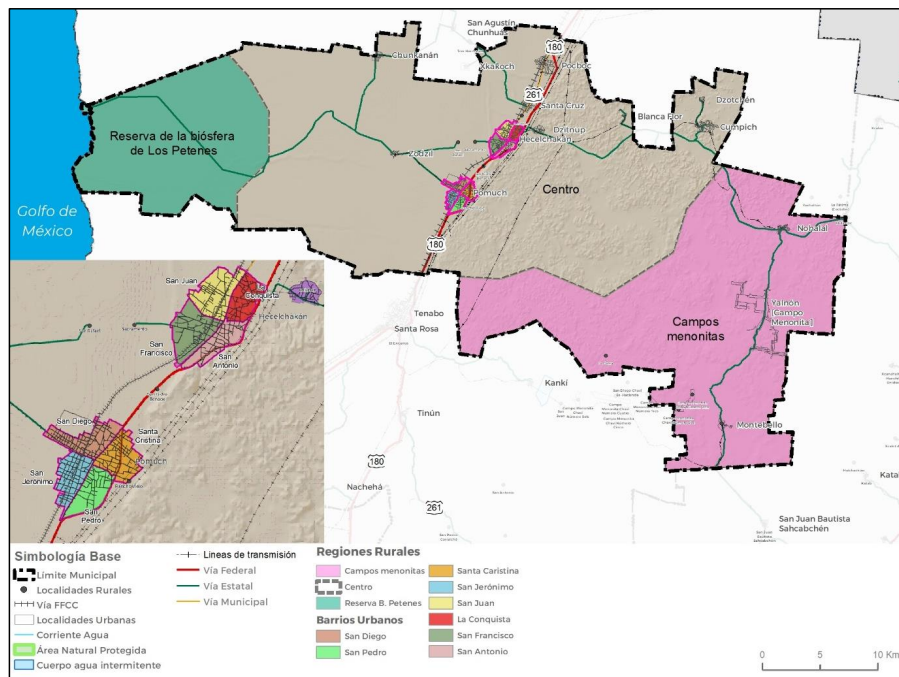 San Agustín
Chunhuás
180
Chunkanán
Xkakoch
Pocboc
261
Santa Cruz
Dzotchén
Blanca Flor
Cumpich
Dzitnup
Hecelchakán
Reserva de la biósfera
de Los Petenes
Zodzil
Centro
Pomuch
Golfo de
México
180
Nohalal
San Juan
La
Conquista
Hecelchakán
San
Francisco
San
Antonio
Tenabo
Santa Rosa
Yalnón
[Campo
Menonita]
Campos
menonitas
Kankí
San Diego
Santa
Cristina
Pomuch
San
Jerónimo
San
Pedro
Tinún
Montebello
180
Nachehá
261
San Juan Bautista
Sahcabchén
Simbología Base
Límite Municipal
Localidades Rurales
Vía FFCC
Localidades Urbanas
Corriente Agua
Área Natural Protegida
Cuerpo agua intermitente
Lineas de transmisión
Vía Federal
Vía Estatal
Vía Municipal
Regiones Rurales
Campos menonitas
Centro
Reserva B. Petenes
Barrios Urbanos
San Diego
San Pedro
Santa Caristina
San Jerónimo
San Juan
La Conquista
San Francisco
San Antonio
0 5 10 Km